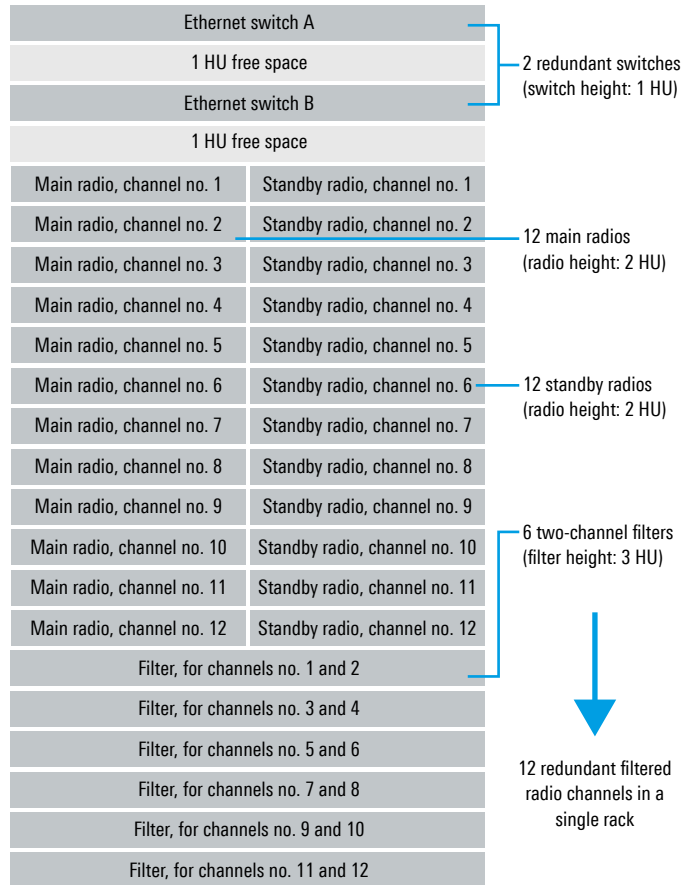 Ethernet switch A
1 HU free space
2 redundant switches
(switch height: 1 HU)
Ethernet switch B
1 HU free space
Main radio, channel no. 1
Standby radio, channel no. 1
Main radio, channel no. 2
Standby radio, channel no. 2
12 main radios
(radio height: 2 HU)
Main radio, channel no. 3
Standby radio, channel no. 3
Main radio, channel no. 4
Standby radio, channel no. 4
Main radio, channel no. 5
Standby radio, channel no. 5
Main radio, channel no. 6
Standby radio, channel no. 6
12 standby radios
(radio height: 2 HU)
Main radio, channel no. 7
Standby radio, channel no. 7
Main radio, channel no. 8
Standby radio, channel no. 8
Main radio, channel no. 9
Standby radio, channel no. 9
6 two-channel filters
(filter height: 3 HU)
Main radio, channel no. 10
Standby radio, channel no. 10
Main radio, channel no. 11
Standby radio, channel no. 11
Main radio, channel no. 12
Standby radio, channel no. 12
Filter, for channels no. 1 and 2
Filter, for channels no. 3 and 4
Filter, for channels no. 5 and 6
Filter, for channels no. 7 and 8
Filter, for channels no. 9 and 10
Filter, for channels no. 11 and 12
12 redundant filtered
radio channels in a
single rack